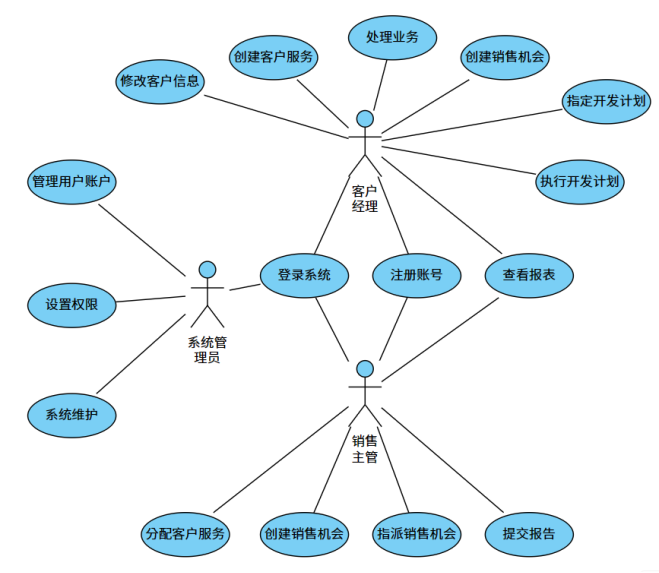 处理业务
创建客户服务
创建销售机会
修改客户信息
指定开发计划
管理用户账户
执行开发计划
客户
经理
登录系统
注册账号
查看报表
设置权限
系统管
理员
系统维护
销售
主管
分配客户服务
创建销售机会
指派销售机会
提交报告